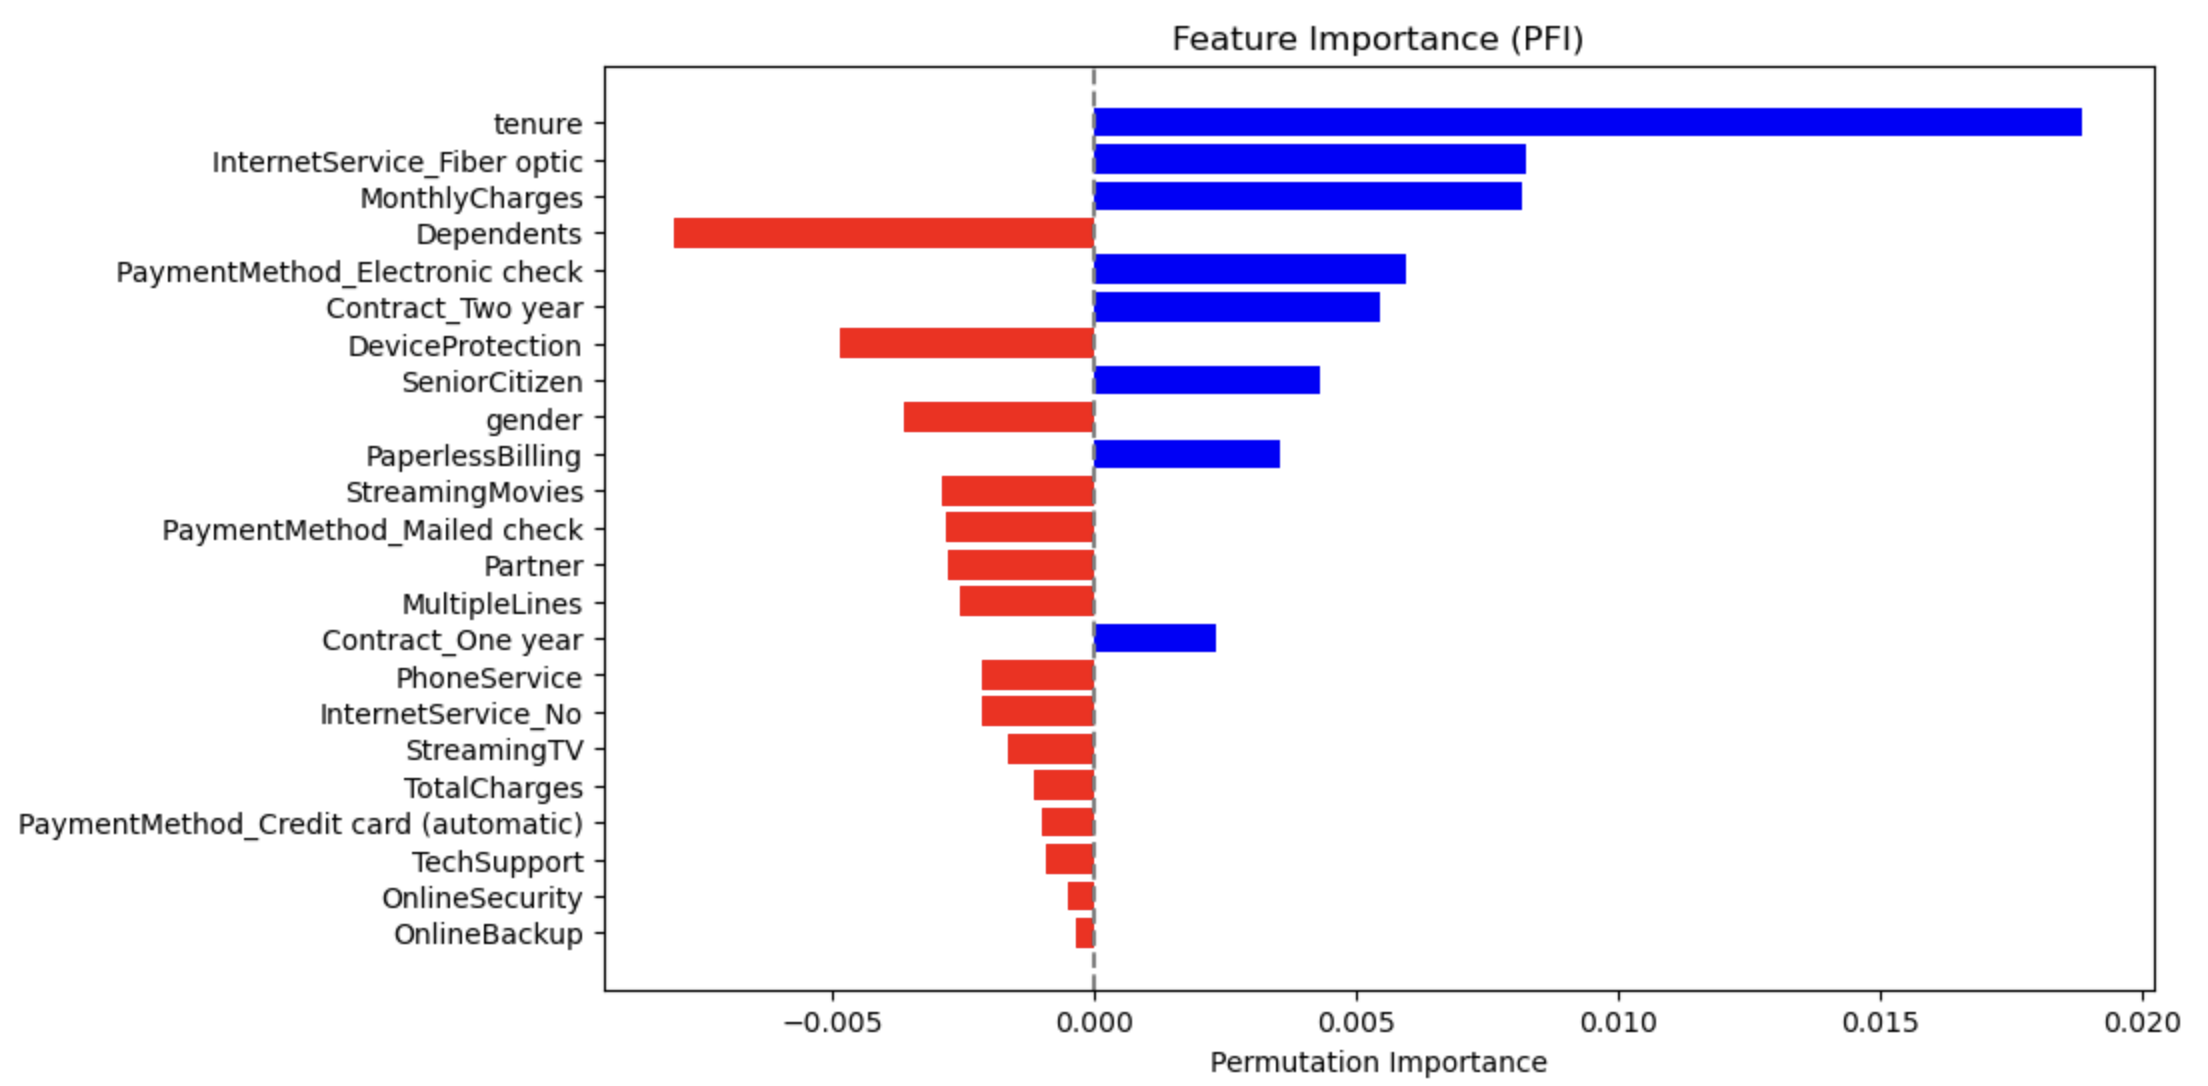 Feature Importance (PFI)
tenure
InternetService_Fiber optic
MonthlyCharges
Dependents
PaymentMethod_Electronic check
Contract_Two year
DeviceProtection
SeniorCitizen
gender
PaperlessBilling
StreamingMovies
PaymentMethod_Mailed check
Partner
MultipleLines
Contract_One year
PhoneService
InternetService_No
StreamingTV
TotalCharges
PaymentMethod_Credit card (automatic)
TechSupport
OnlineSecurity
OnlineBackup
−0.005 0.000 0.005 0.010 0.015 0.020
Permutation Importance